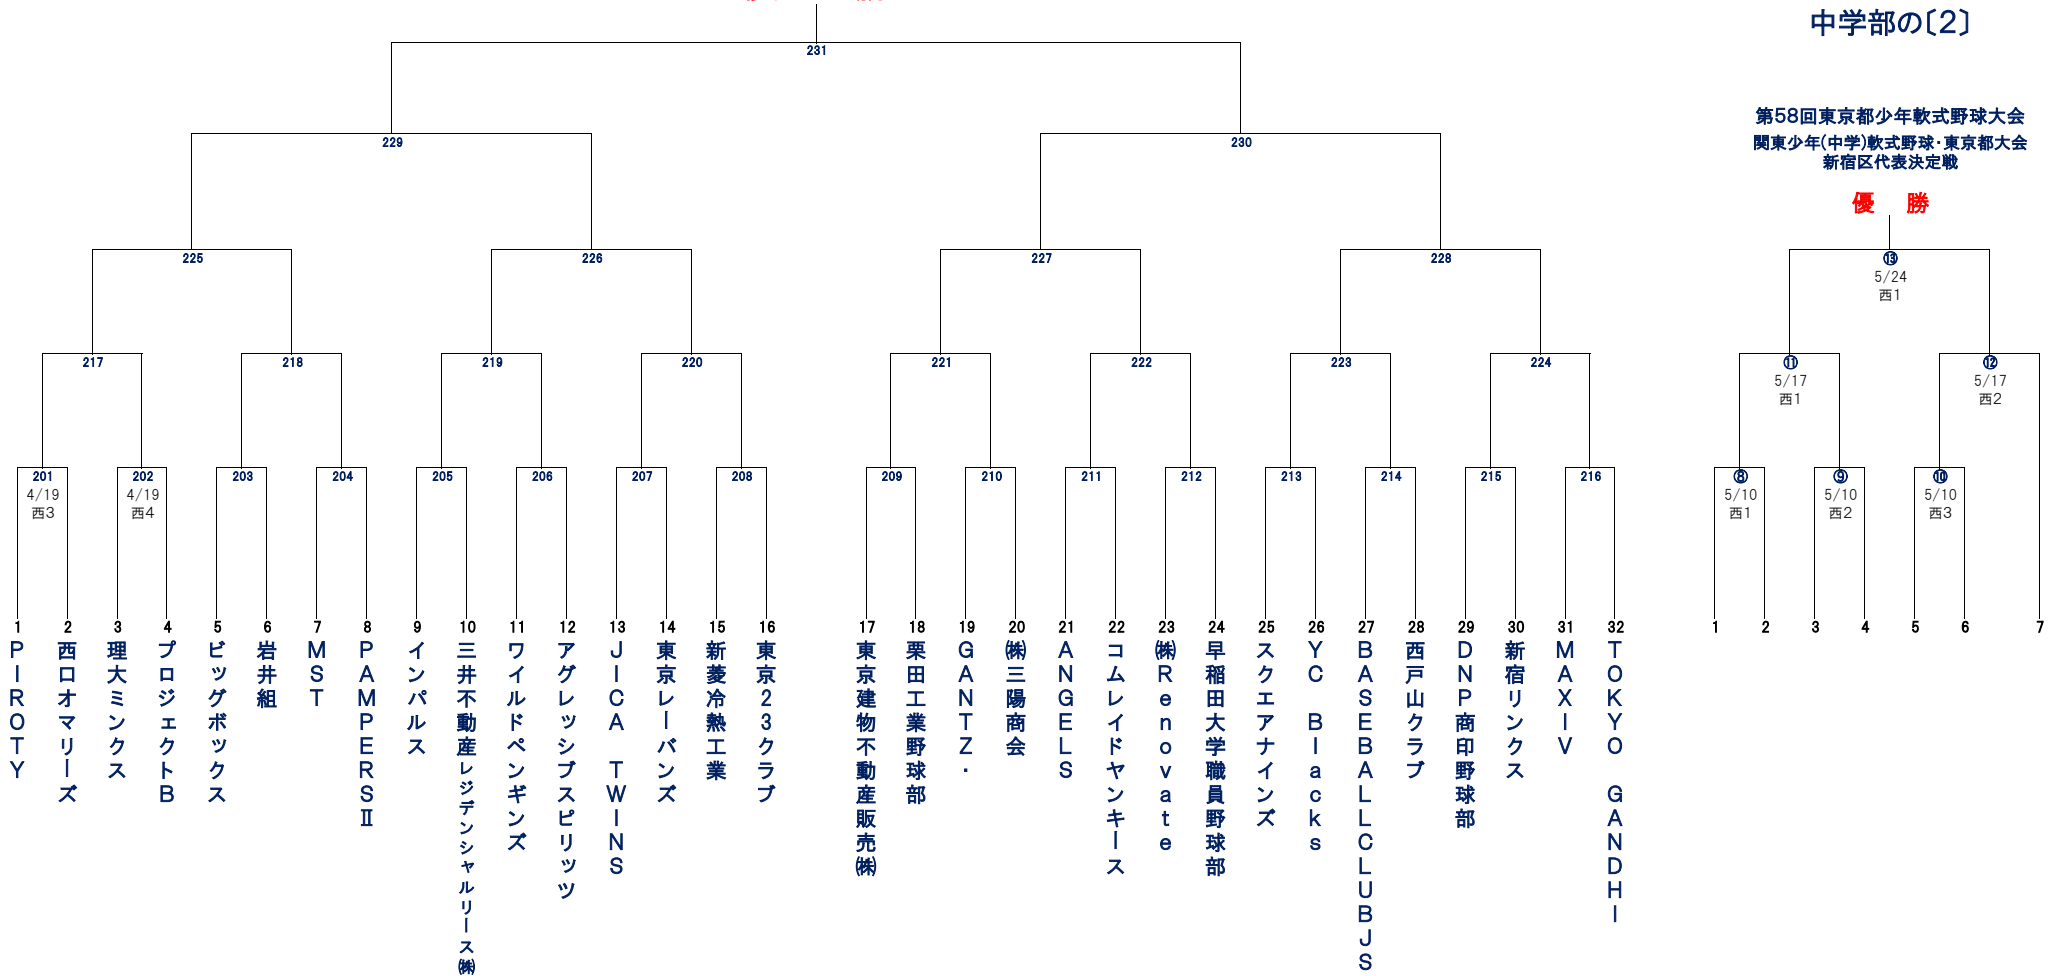 中学部の〔2〕
231
第58回東京都少年軟式野球大会
関東少年(中学)軟式野球・東京都大会
新宿区代表決定戦
229
230
優 勝
225
226
227
228
⑬
5/24
西1
217
218
219
220
221
222
223
224
⑪
5/17
西1
⑫
5/17
西2
201
4/19
西3
202
4/19
西4
203
204
205
206
207
208
209
210
211
212
213
214
215
216
⑧
5/10
西1
⑨
5/10
西2
⑩
5/10
西3
1
PIROTY
2
西口オマリーズ
3
理大ミンクス
4
プロジェクトB
5
ビッグボックス
6
岩井組
7
MST
8
PAMPERSⅡ
9
インパルス
10
三井不動産レジデンシャルリース㈱
11
ワイルドペンギンズ
12
アグレッシブスピリッツ
13
JICA TWINS
14
東京レーバンズ
15
新菱冷熱工業
16
東京23クラブ
17
東京建物不動産販売㈱
18
栗田工業野球部
19
GANTZ・
20
㈱三陽商会
21
ANGELS
22
コムレイドヤンキース
23
㈱Renovate
24
早稲田大学職員野球部
25
スクエアナインズ
26
YC Blacks
27
BASEBALLCLUBJS
28
西戸山クラブ
29
DNP商印野球部
30
新宿リンクス
31
MAXIV
32
TOKYO GANDHI
1
2
3
4
5
6
7